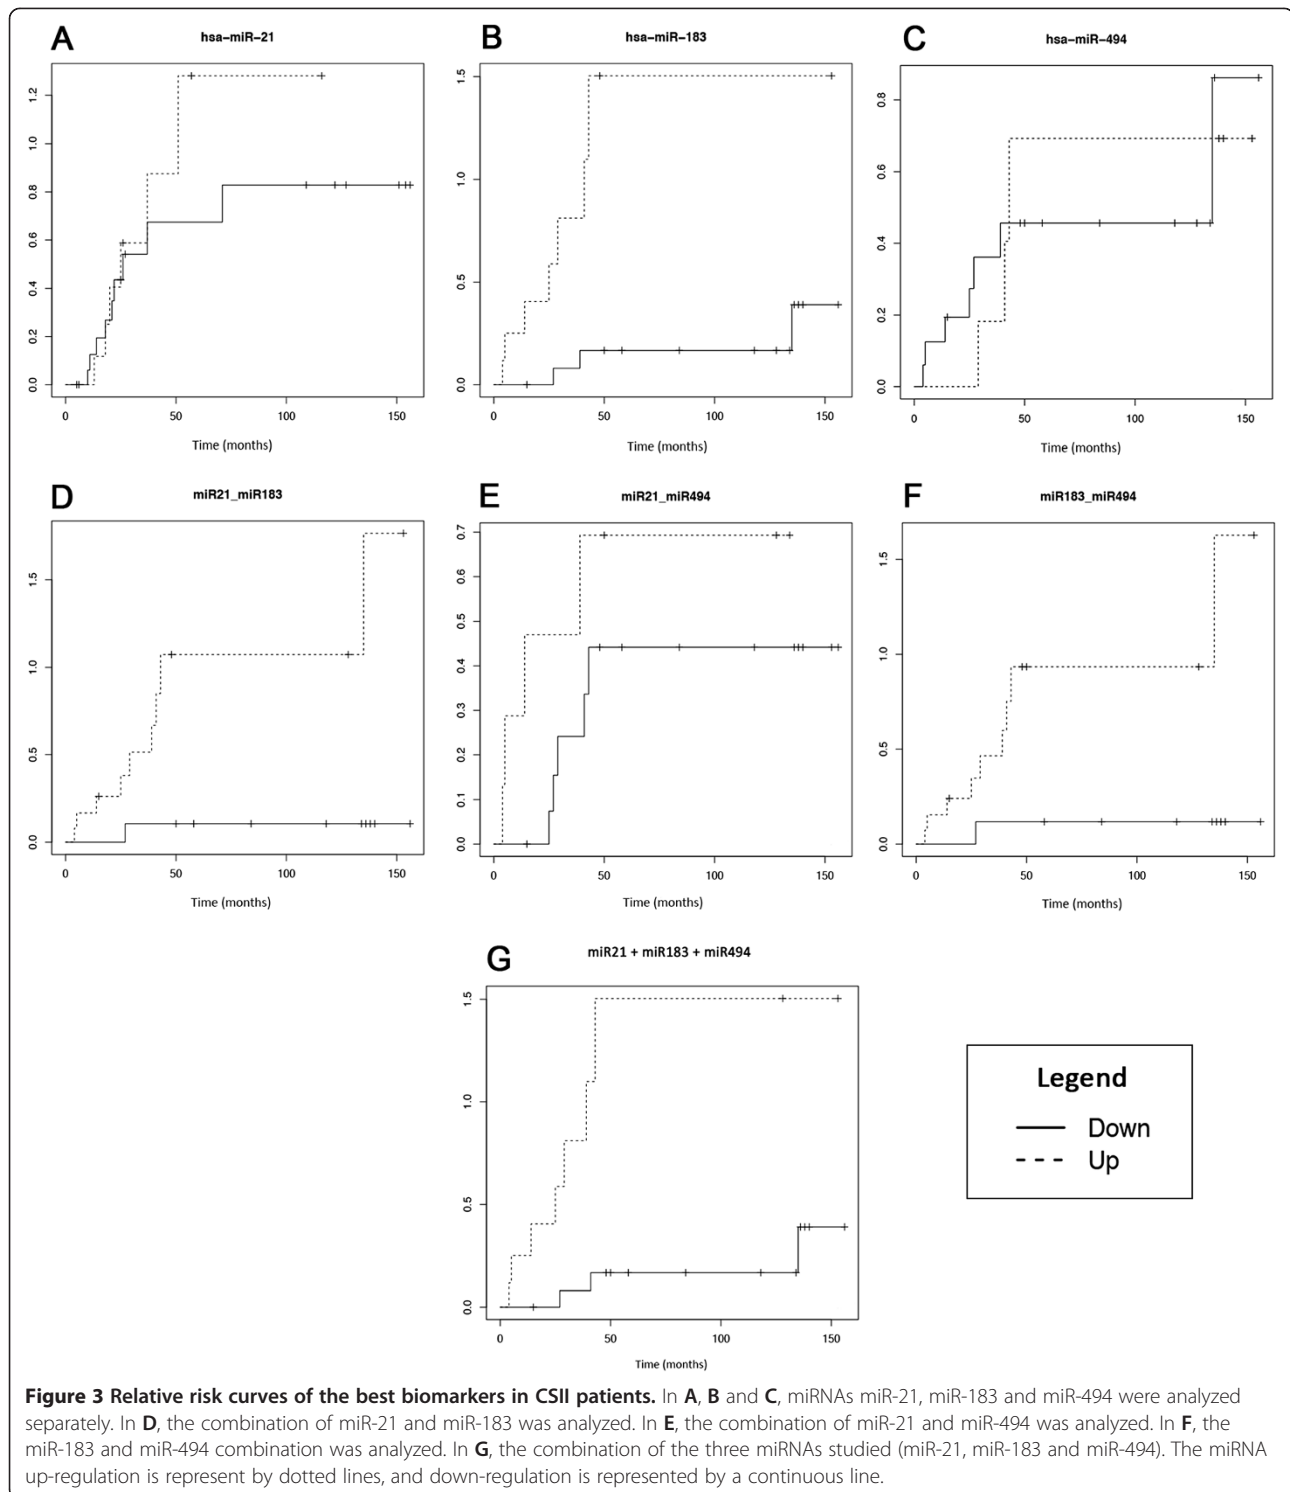 A
hsa-miR-21
0.0 0.2 0.4 0.6 0.8 1.0 1.2
0 50 100 150
Time (months)
B
hsa-miR-183
0.0 0.5 1.0 1.5
0 50 100 150
Time (months)
C
hsa-miR-494
0.0 0.2 0.4 0.6 0.8
0 50 100 150
Time (months)
D
miR21_miR183
0.0 0.5 1.0 1.5
0 50 100 150
Time (months)
E
miR21_miR494
0.0 0.1 0.2 0.3 0.4 0.5 0.6 0.7
0 50 100 150
Time (months)
F
miR183_miR494
0.0 0.5 1.0 1.5
0 50 100 150
Time (months)
G
miR21 + miR183 + miR494
0.0 0.5 1.0 1.5
0 50 100 150
Time (months)
Legend
Down
Up
Figure 3 Relative risk curves of the best biomarkers in CSII patients. In A, B and C, miRNAs miR-21, miR-183 and miR-494 were analyzed
separately. In D, the combination of miR-21 and miR-183 was analyzed. In E, the combination of miR-21 and miR-494 was analyzed. In F, the
miR-183 and miR-494 combination was analyzed. In G, the combination of the three miRNAs studied (miR-21, miR-183 and miR-494). The miRNA
up-regulation is represent by dotted lines, and down-regulation is represented by a continuous line.